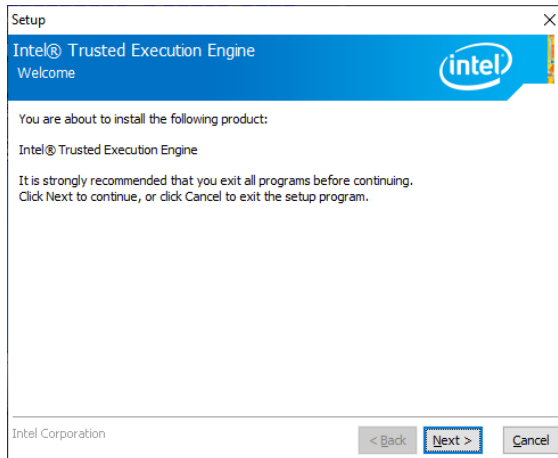 Setup
Intel® Trusted Execution Engine
Welcome
intel
You are about to install the following product:
Intel® Trusted Execution Engine
It is strongly recommended that you exit all programs before continuing.
Click Next to continue, or click Cancel to exit the setup program.
Intel Corporation
< Back Next > Cancel